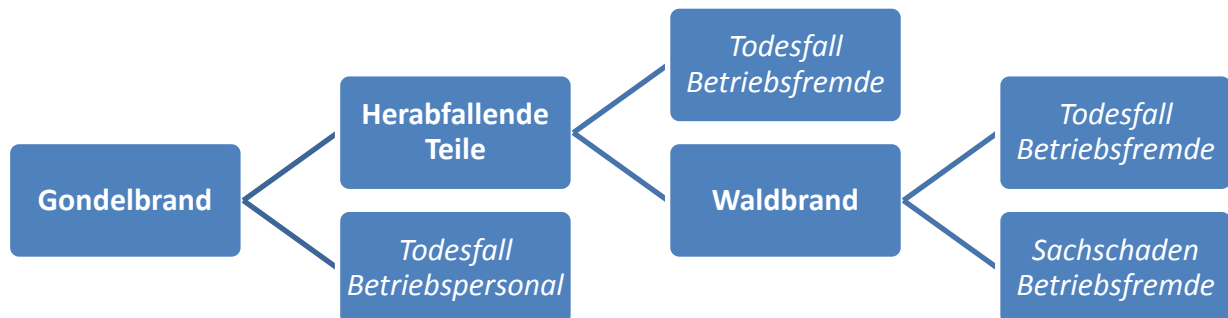 Gondelbrand
Herabfallende
Teile
Todesfall
Betriebspersonal
Todesfall
Betriebsfremde
Waldbrand
Todesfall
Betriebsfremde
Sachschaden
Betriebsfremde